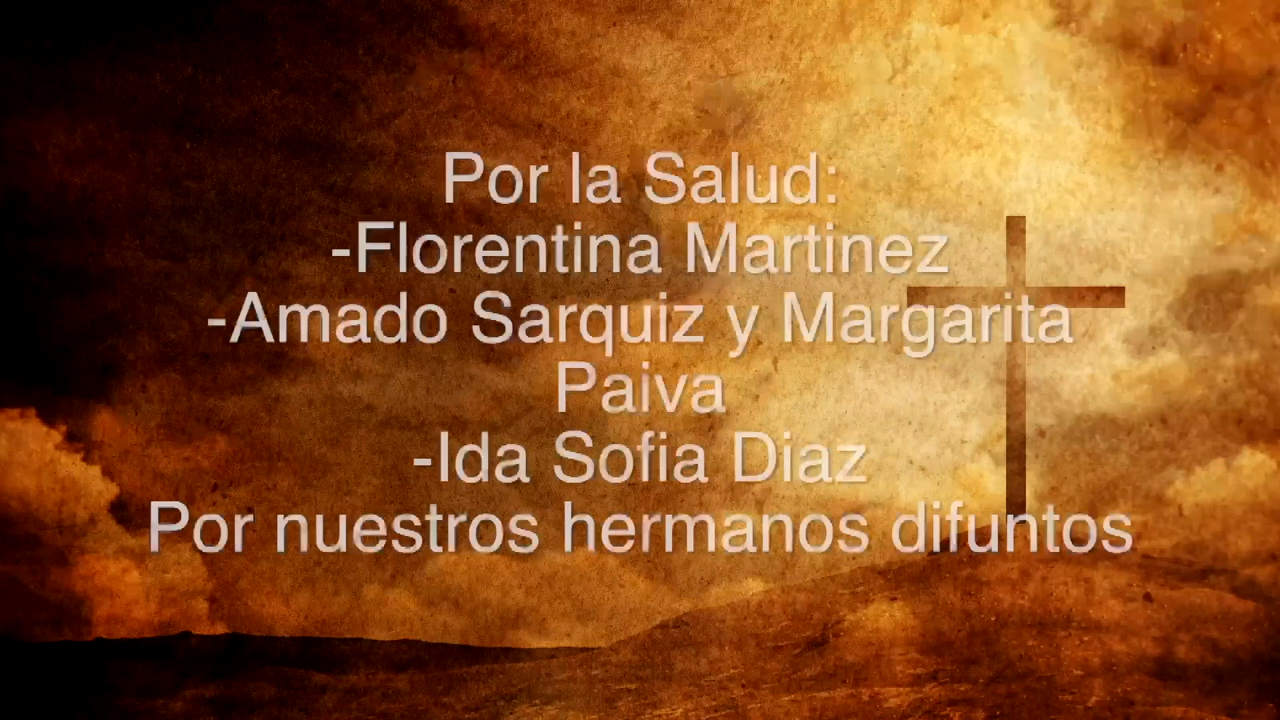 Por la Salud:
-Florentina Martinez
-Amado Sarquiz y Margarita
Paiva
-Ida Sofia Diaz
Por nuestros hermanos difuntos